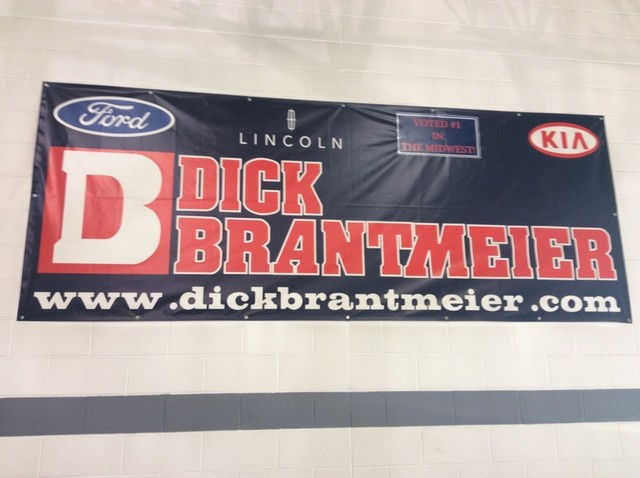 Ford
LINCOLN
VOTED #1
IN
THE MIDWEST!
KIA
B
DICK
BRANTMEIER
www.dickbrantmeier.com